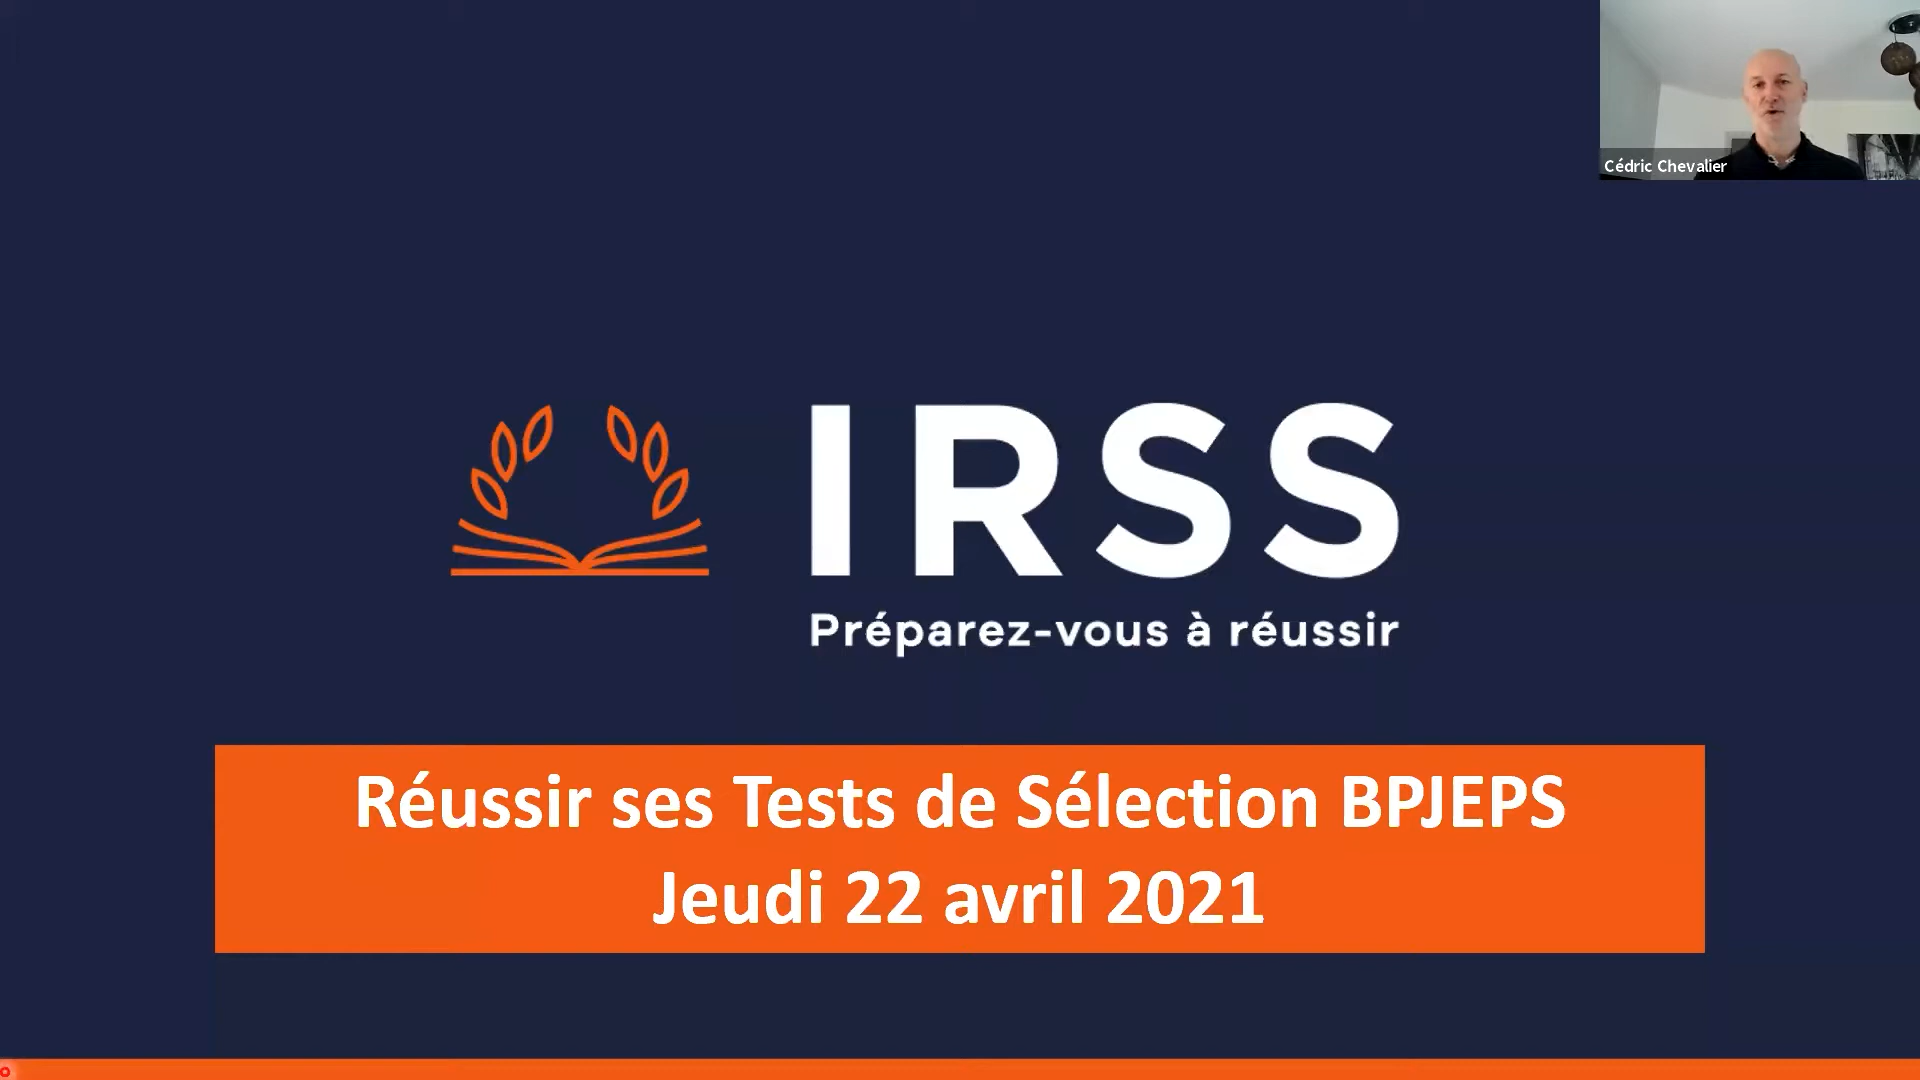 Cédric Chevalier
IRSS
Préparez-vous à réussir
Réussir ses Tests de Sélection BPJEPS
Jeudi 22 avril 2021